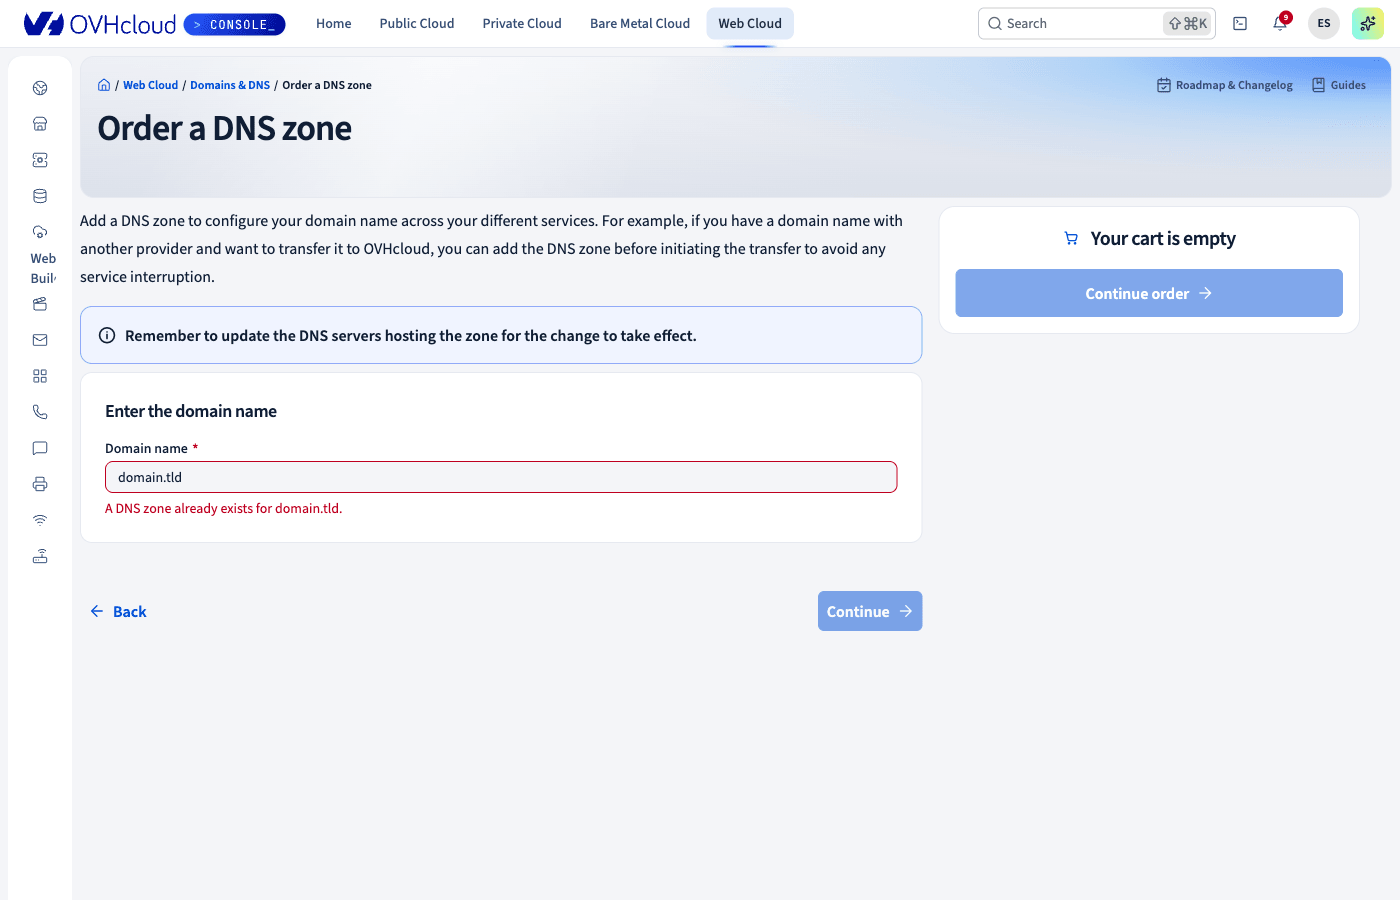 OVHcloud > CONSOLE_ Home Public Cloud Private Cloud Bare Metal Cloud Web Cloud Search ⇧⌘K 9 ES
/ Web Cloud / Domains & DNS / Order a DNS zone
Roadmap & Changelog Guides
Order a DNS zone
Web
Add a DNS zone to configure your domain name across your different services. For example, if you have a domain name with
another provider and want to transfer it to OVHcloud, you can add the DNS zone before initiating the transfer to avoid any
service interruption.
Remember to update the DNS servers hosting the zone for the change to take effect.
Enter the domain name
Domain name *
domain.tld
A DNS zone already exists for domain.tld.
Back
Continue
Your cart is empty
Continue order